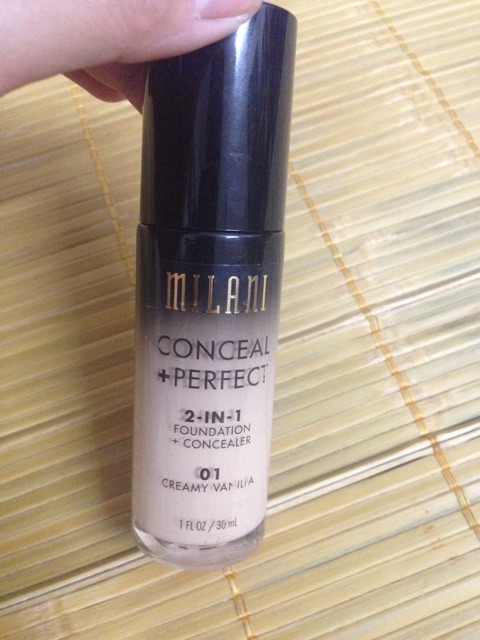 MILANI
CONCEAL
+PERFECT
2-IN-1
FOUNDATION
+ CONCEALER
01
CREAMY VANILLA
1 FL OZ / 30 mL